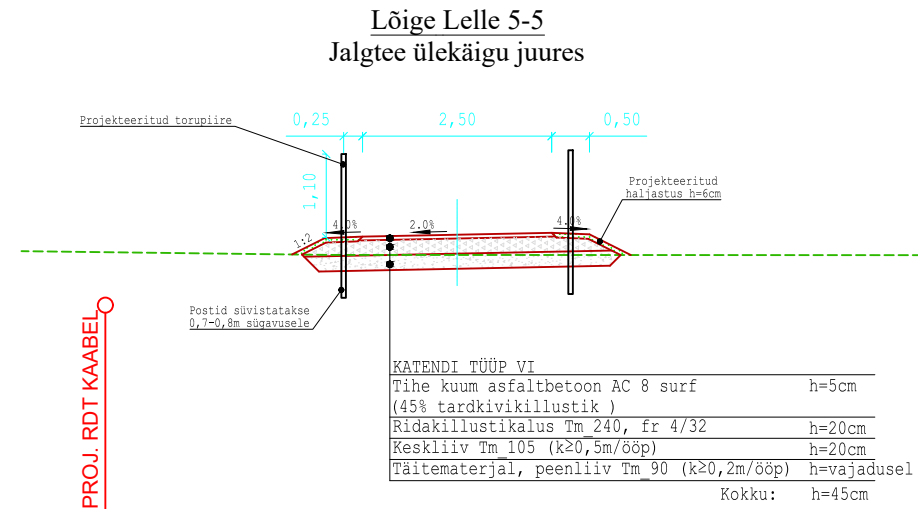 Lõige Lelle 5-5
Jalgtee ülekäigu juures
Projekteeritud torupiire
0,25
2,50
0,50
1,10
Projekteeritud
haljastus h=6cm
1:2
4.0%
2.0%
4.0%
Postid süvistatakse
0,7-0,8m sügavusele
PROJ. RDT KAABEL
KATENDI TÜÜP VI
Tihe kuum asfaltbetoon AC 8 surf h=5cm
(45% tardkivikillustik )
Ridakillustikalus Tm_240, fr 4/32 h=20cm
Keskliiv Tm_105 (k≥0,5m/ööp) h=20cm
Täitematerjal, peenliiv Tm_90 (k≥0,2m/ööp) h=vajadusel
Kokku: h=45cm